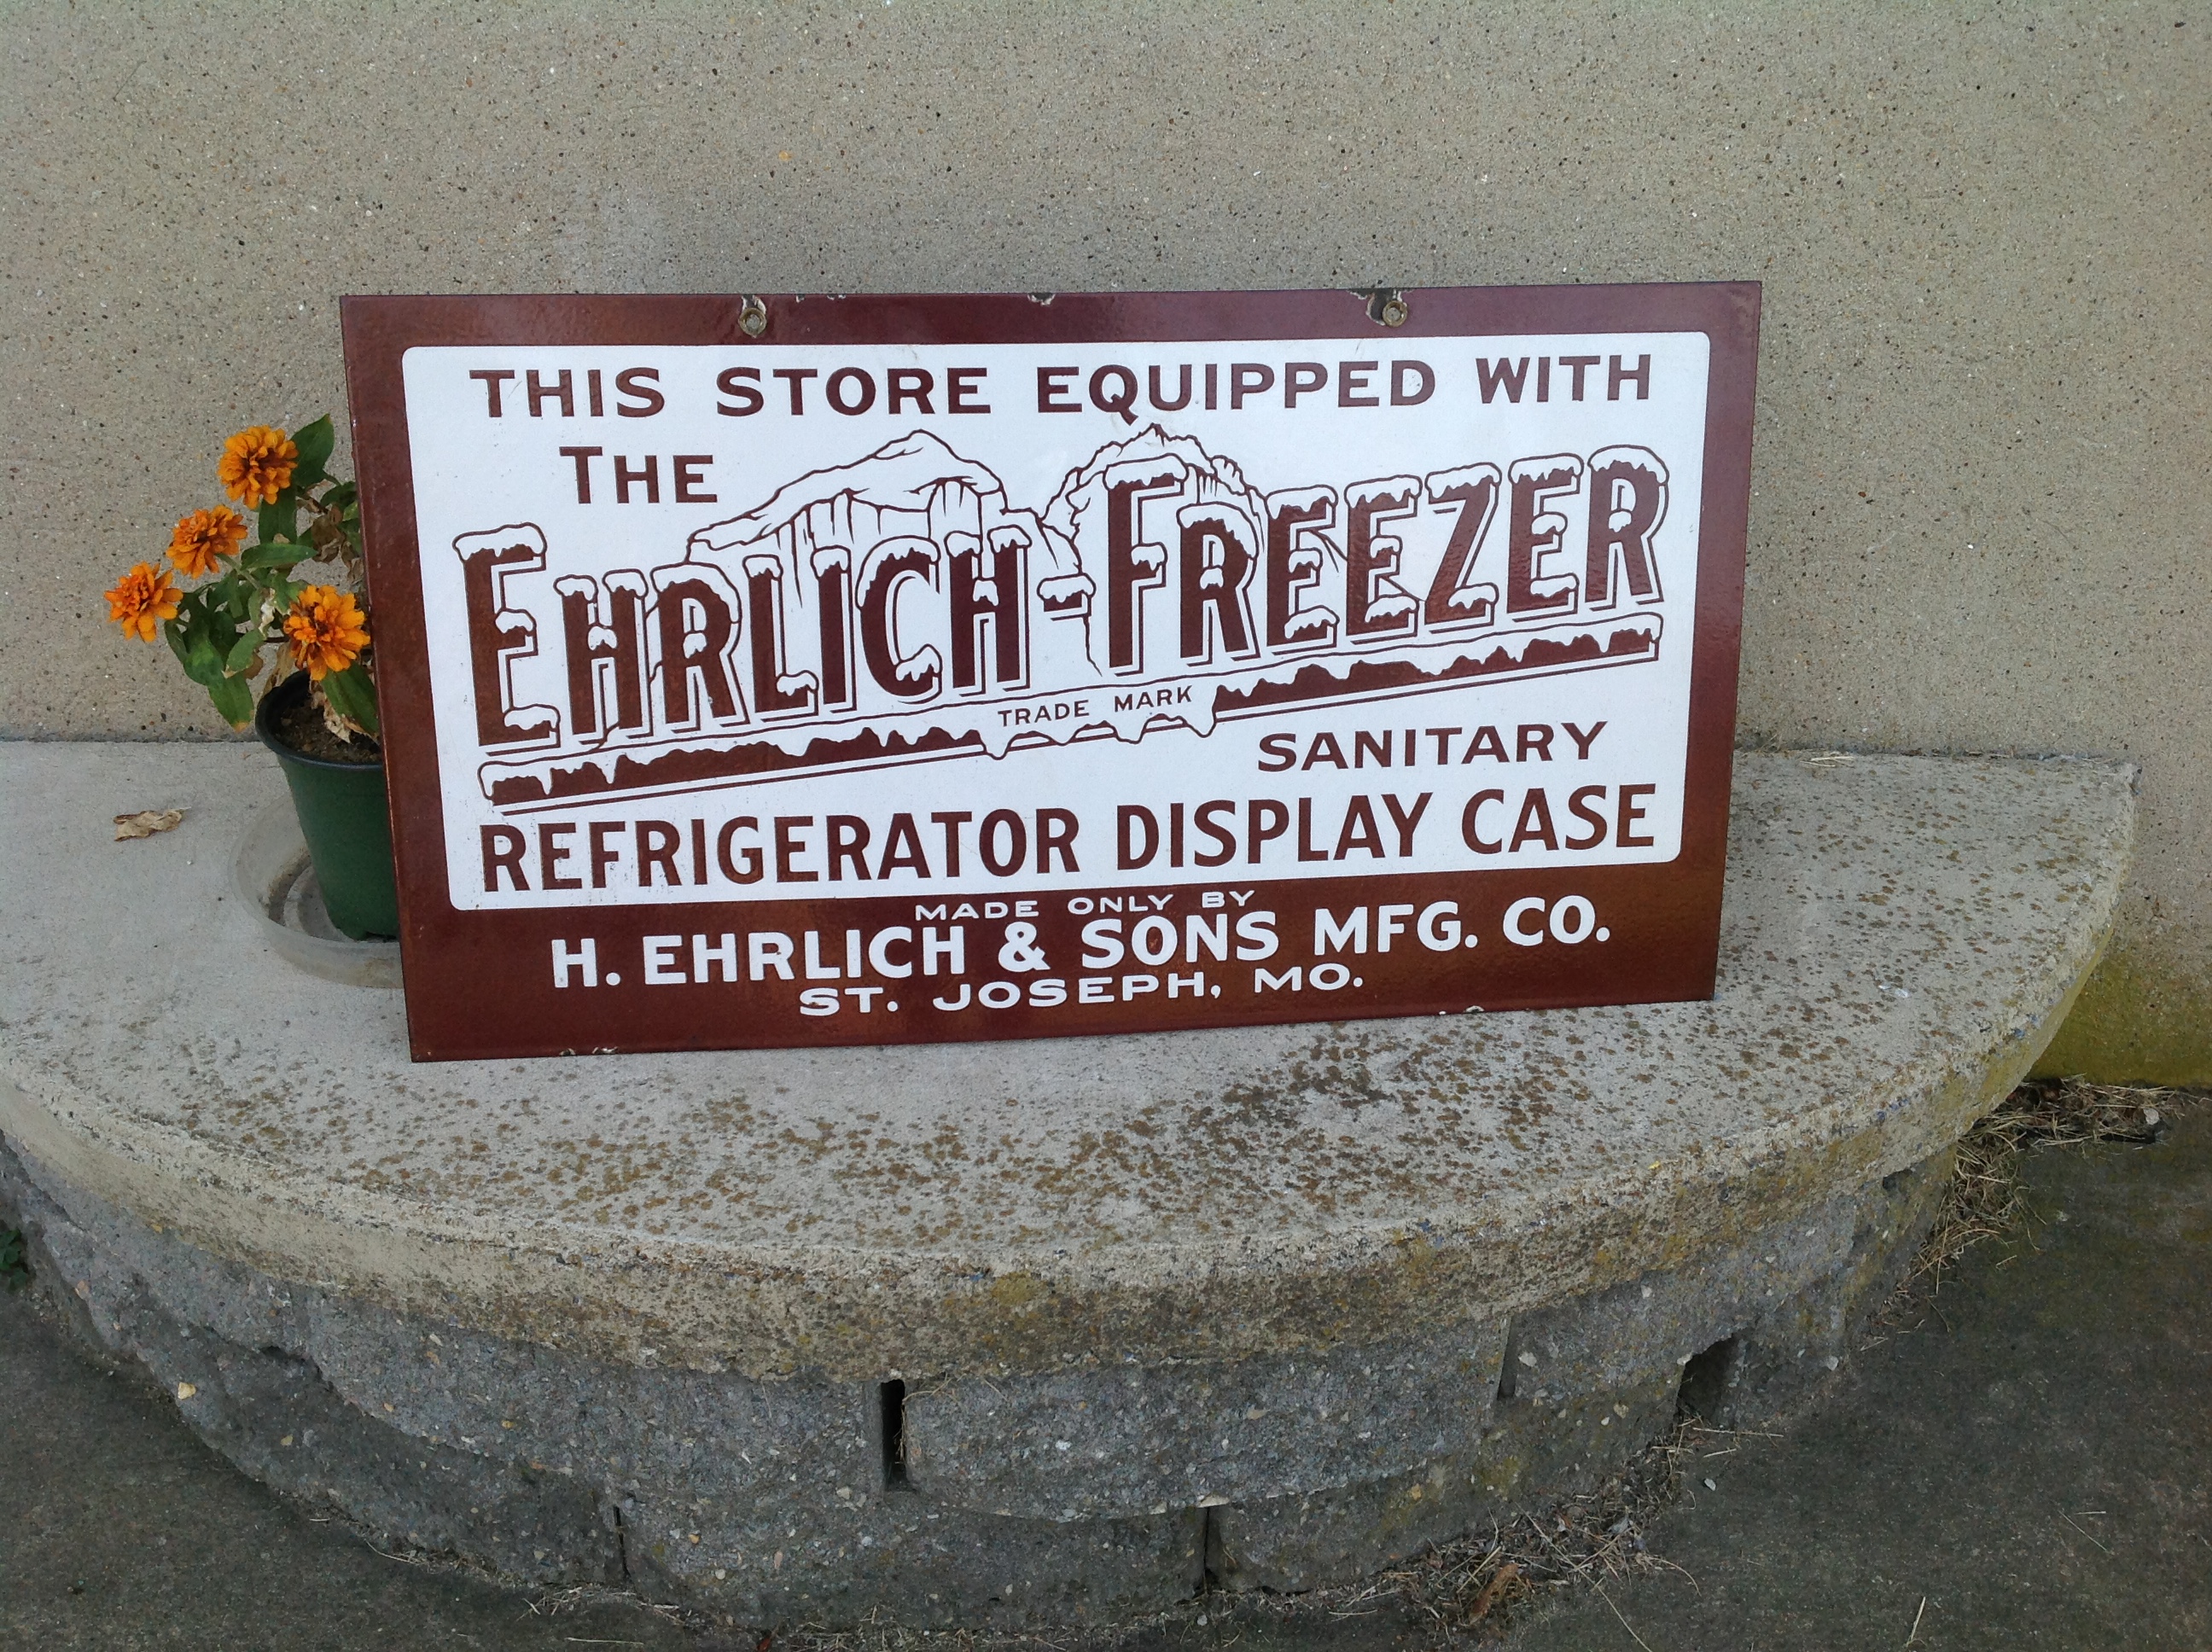 THIS STORE EQUIPPED WITH
THE
EHRLICH-FREEZER
TRADE MARK
SANITARY
REFRIGERATOR DISPLAY CASE
MADE ONLY BY
H. EHRLICH & SONS MFG. CO.
ST. JOSEPH, MO.